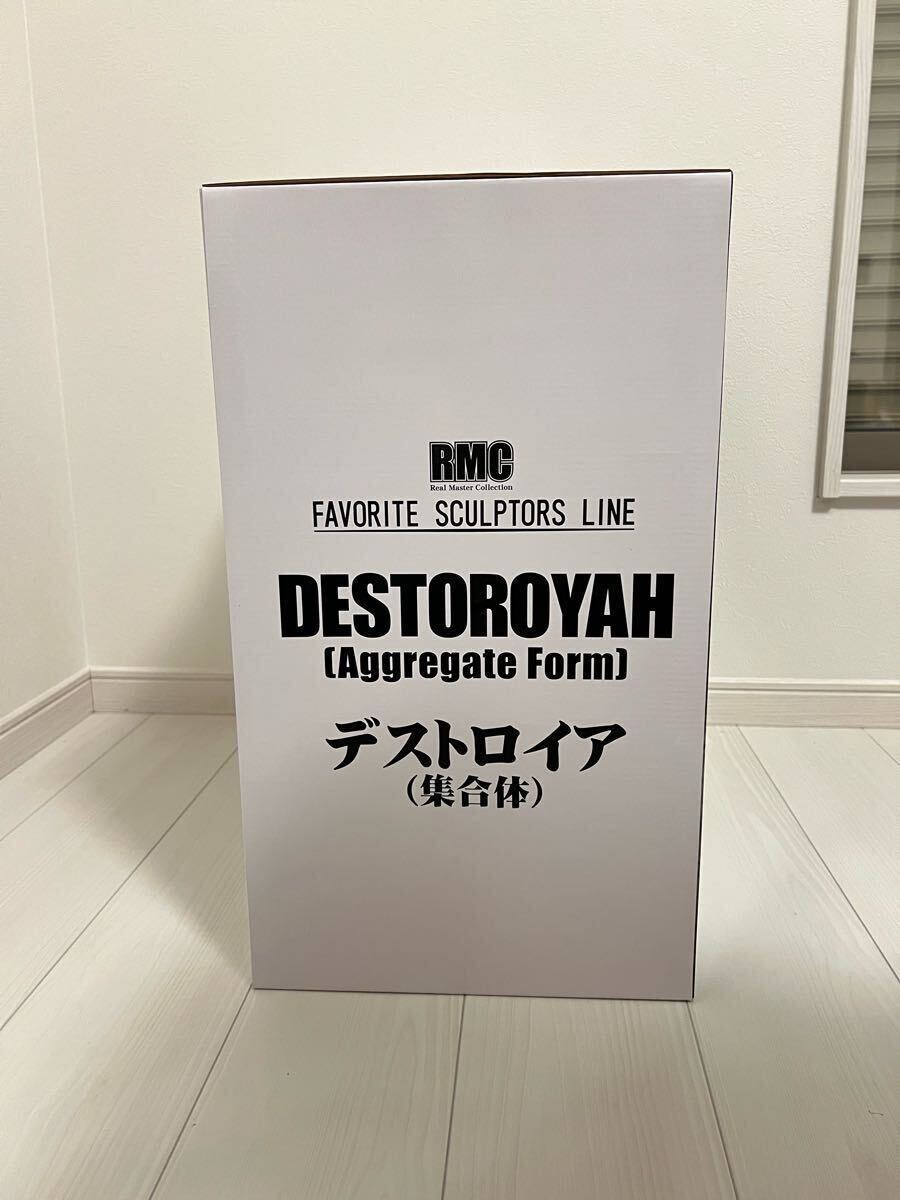 RMC
Real Master Collection
FAVORITE SCULPTORS LINE
DESTOROYAH
(Aggregate Form)
デストロイア
(集合体)